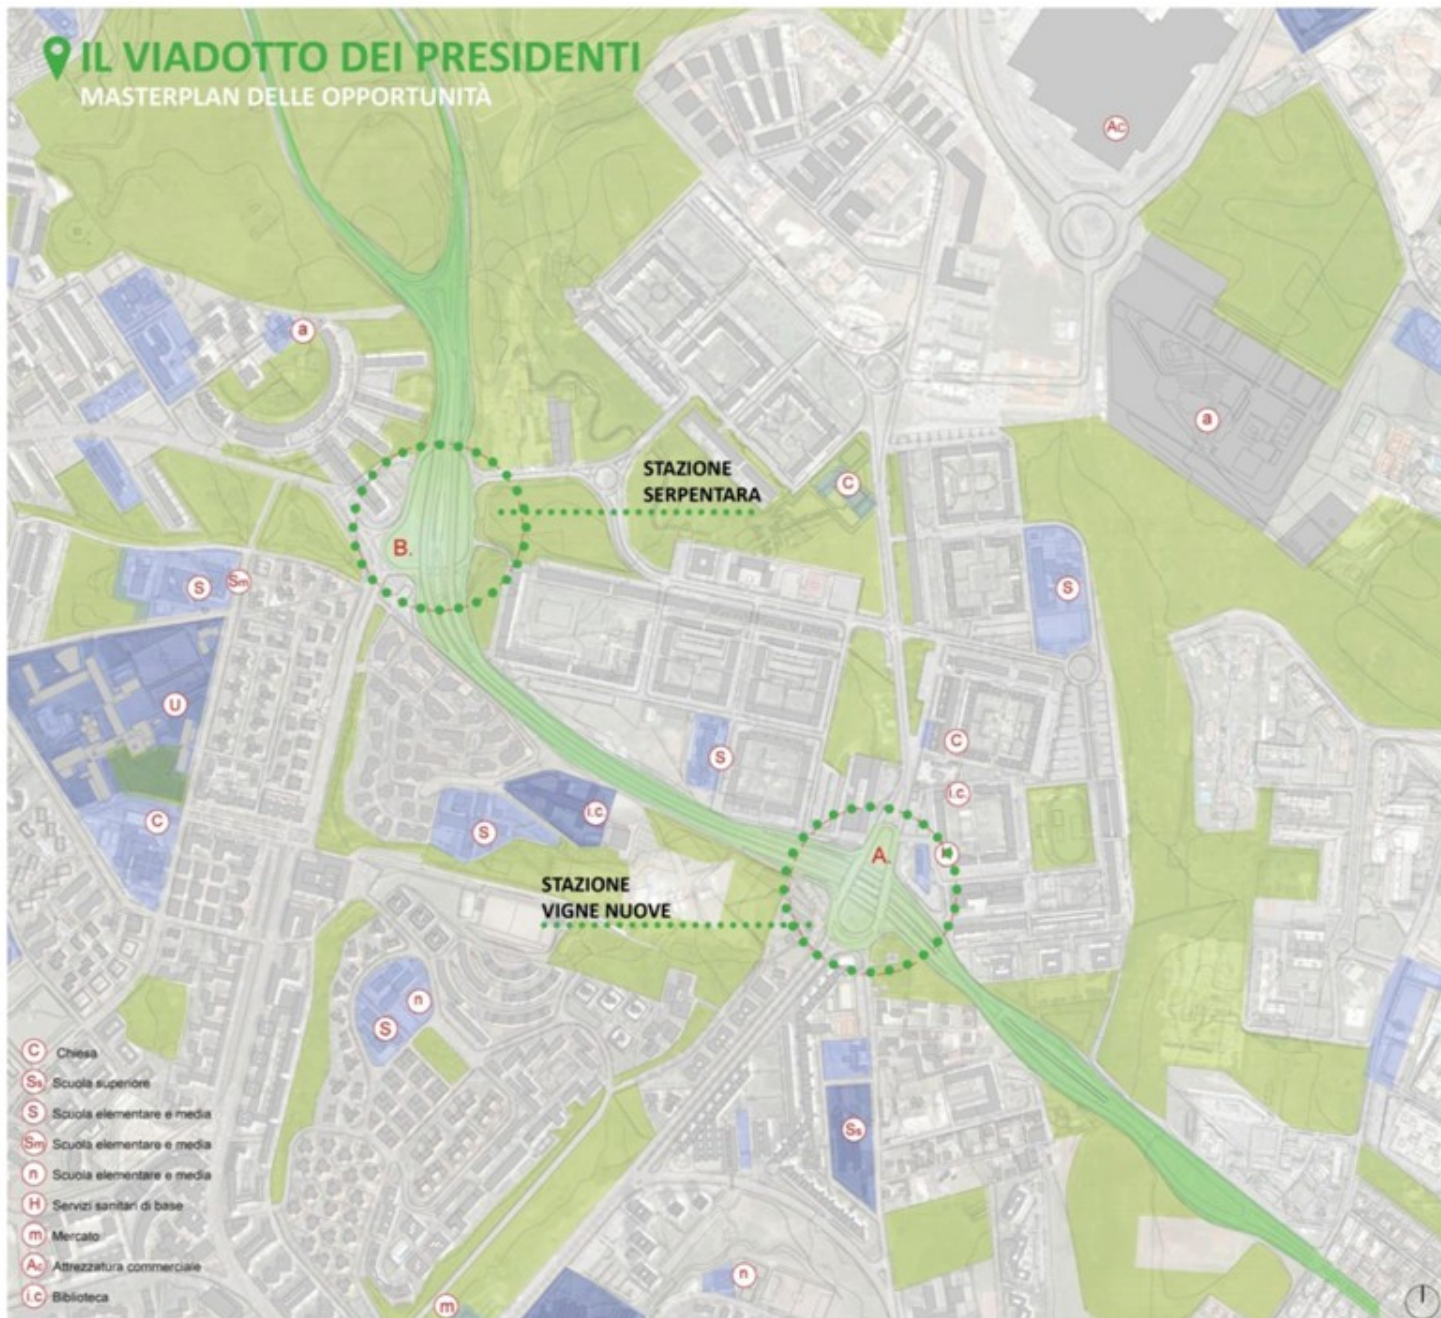 IL VIADOTTO DEI PRESIDENTI
MASTERPLAN DELLE OPPORTUNITÀ
Ac
a
a
STAZIONE
SERPENTARA
C
B.
S
Sm
S
U
C
S
i.c.
C
i.c.
S
H
A.
STAZIONE
VIGNE NUOVE
n
S
Ss
n
m
C Chiesa
Ss Scuola superiore
S Scuola elementare e media
Sm Scuola elementare e media
n Scuola elementare e media
H Servizi sanitari di base
m Mercato
Ac Attrezzatura commerciale
i.c Biblioteca